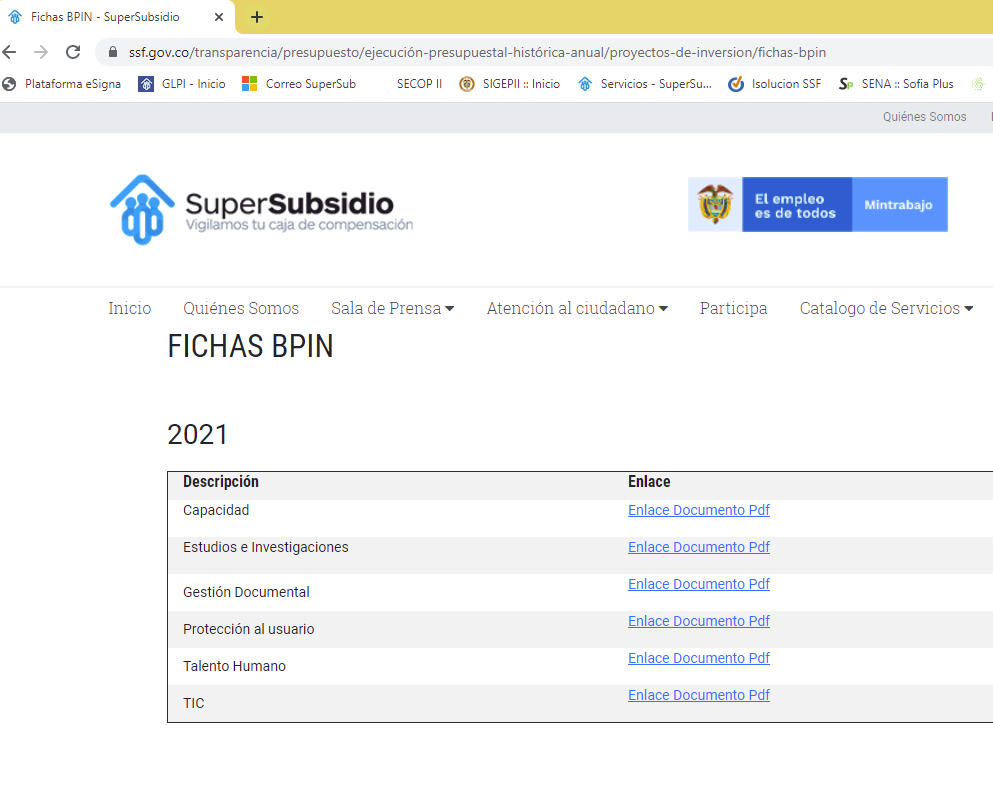 Fichas BPIN - SuperSubsidio
ssf.gov.co/transparencia/presupuesto/ejecución-presupuestal-histórica-anual/proyectos-de-inversion/fichas-bpin
Plataforma eSigna GLPI - Inicio Correo SuperSub SECOP II SIGEPII :: Inicio Servicios - SuperSu... Isolucion SSF SENA :: Sofia Plus
Quiénes Somos
SuperSubsidio
Vigilamos tu caja de compensación
El empleo
es de todos
Mintrabajo
Inicio Quiénes Somos Sala de Prensa Atención al ciudadano Participa Catalogo de Servicios
FICHAS BPIN
2021
Descripción Enlace
Capacidad Enlace Documento Pdf
Estudios e Investigaciones Enlace Documento Pdf
Gestión Documental Enlace Documento Pdf
Protección al usuario Enlace Documento Pdf
Talento Humano Enlace Documento Pdf
TIC Enlace Documento Pdf